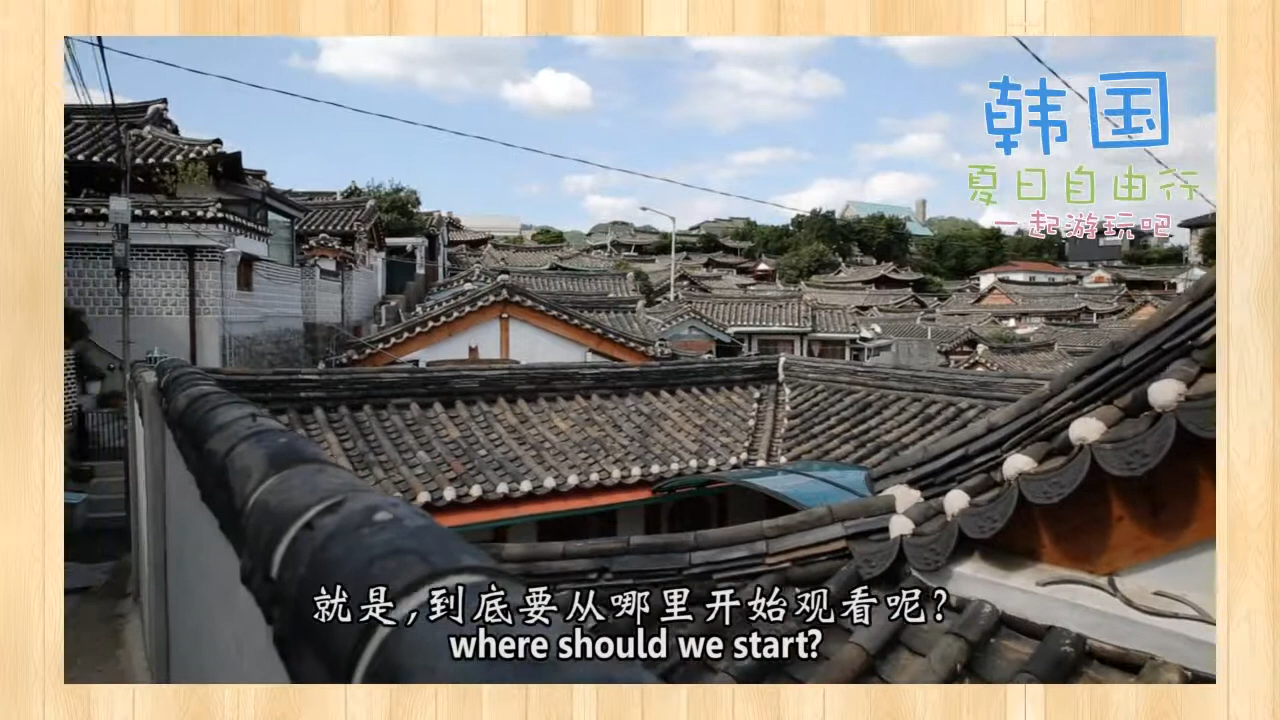 韩国
夏日自由行
一起游玩吧
就是,到底要从哪里开始观看呢?
where should we start?